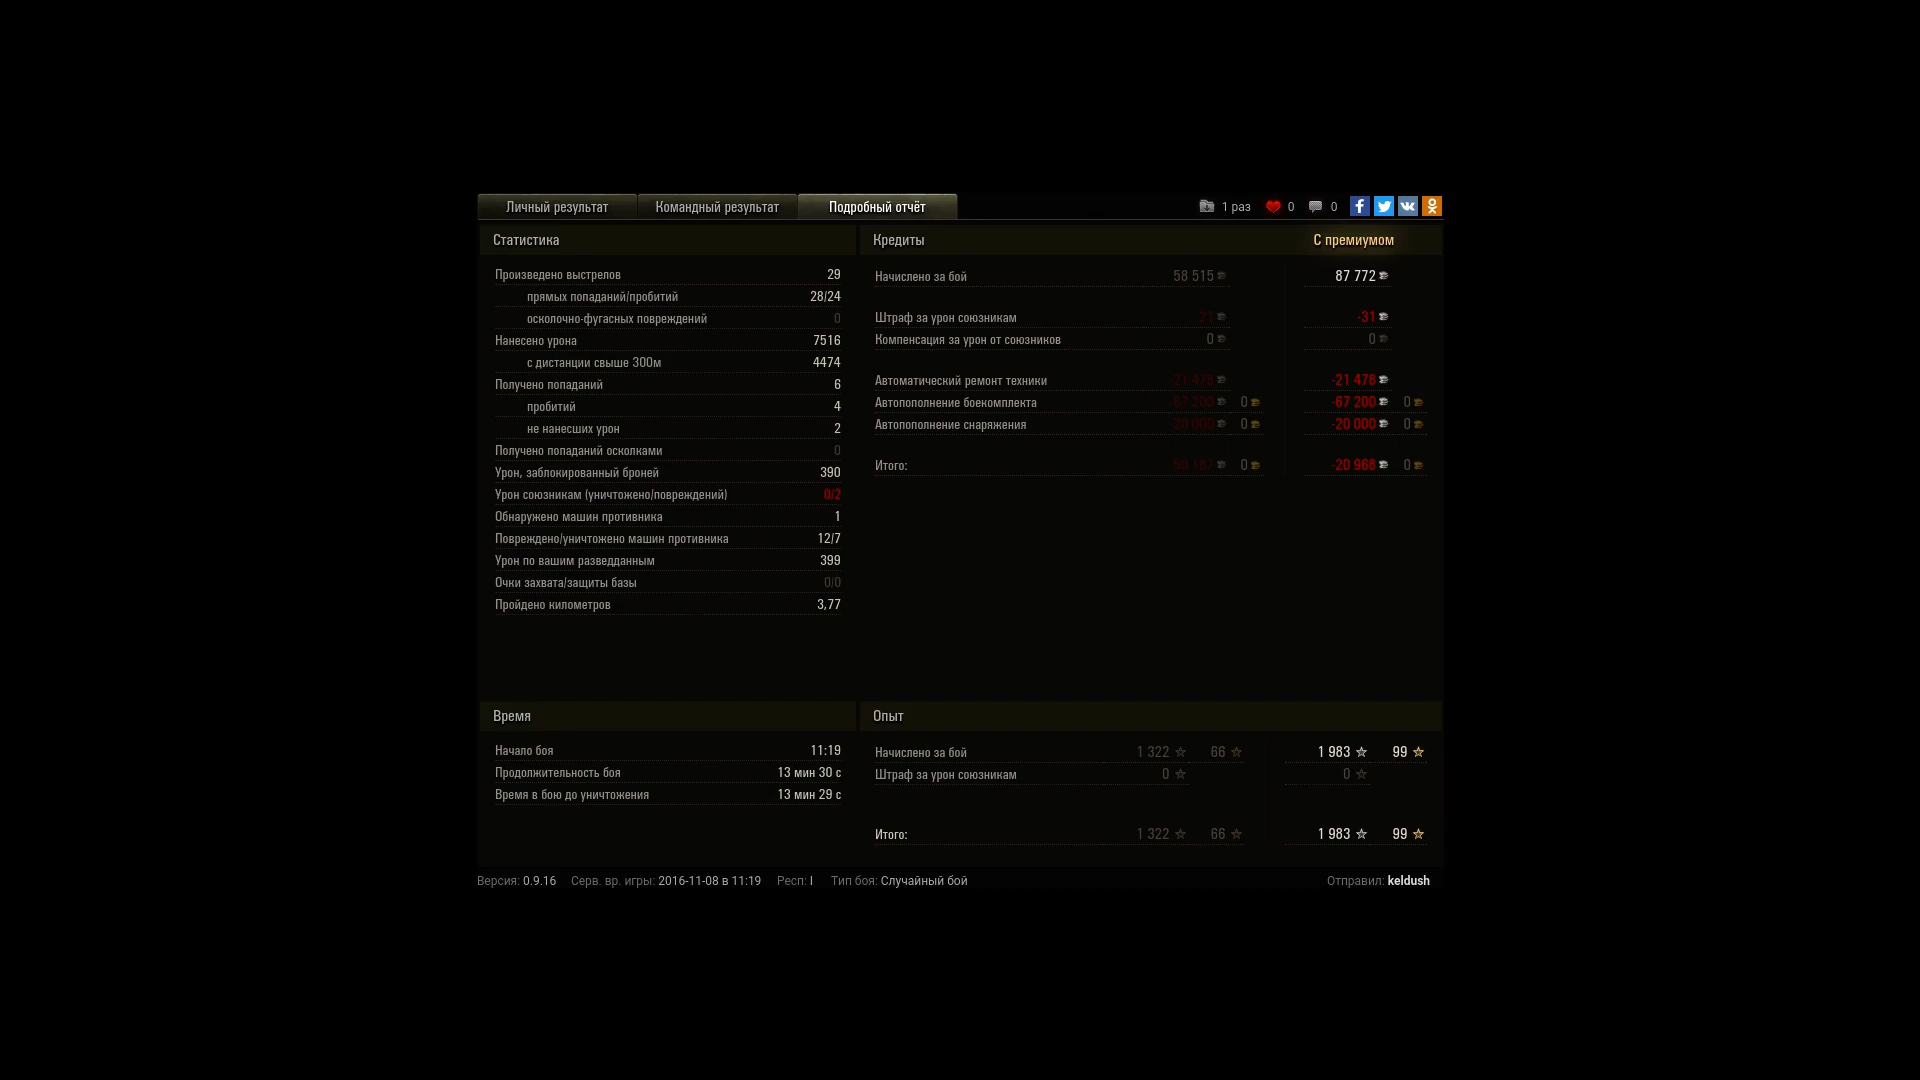 Личный результат Командный результат Подробный отчёт 1 раз 0 0
Статистика
Произведено выстрелов 29
прямых попаданий/пробитий 28/24
осколочно-фугасных повреждений 0
Нанесено урона 7516
с дистанции свыше 300м 4474
Получено попаданий 6
пробитий 4
не нанесших урон 2
Получено попаданий осколками 0
Урон, заблокированный броней 390
Урон союзникам (уничтожено/повреждений) 0/2
Обнаружено машин противника 1
Повреждено/уничтожено машин противника 12/7
Урон по вашим разведданным 399
Очки захвата/защиты базы 0/0
Пройдено километров 3,77
Кредиты С премиумом
Начислено за бой 58 515 87 772
Штраф за урон союзникам -31
Компенсация за урон от союзников 0 0
Автоматический ремонт техники -21 478 -21 478
Автопополнение боекомплекта -67 200 0 -67 200 0
Автопополнение снаряжения -20 000 0 -20 000 0
Итого: 0 -20 968 0
Время
Начало боя 11:19
Продолжительность боя 13 мин 30 с
Время в бою до уничтожения 13 мин 29 с
Опыт
Начислено за бой 1 322 66 1 983 99
Штраф за урон союзникам 0 0
Итого: 1 322 66 1 983 99
Версия: 0.9.16 Серв. вр. игры: 2016-11-08 в 11:19 Респ: I Тип боя: Случайный бой Отправил: keldush